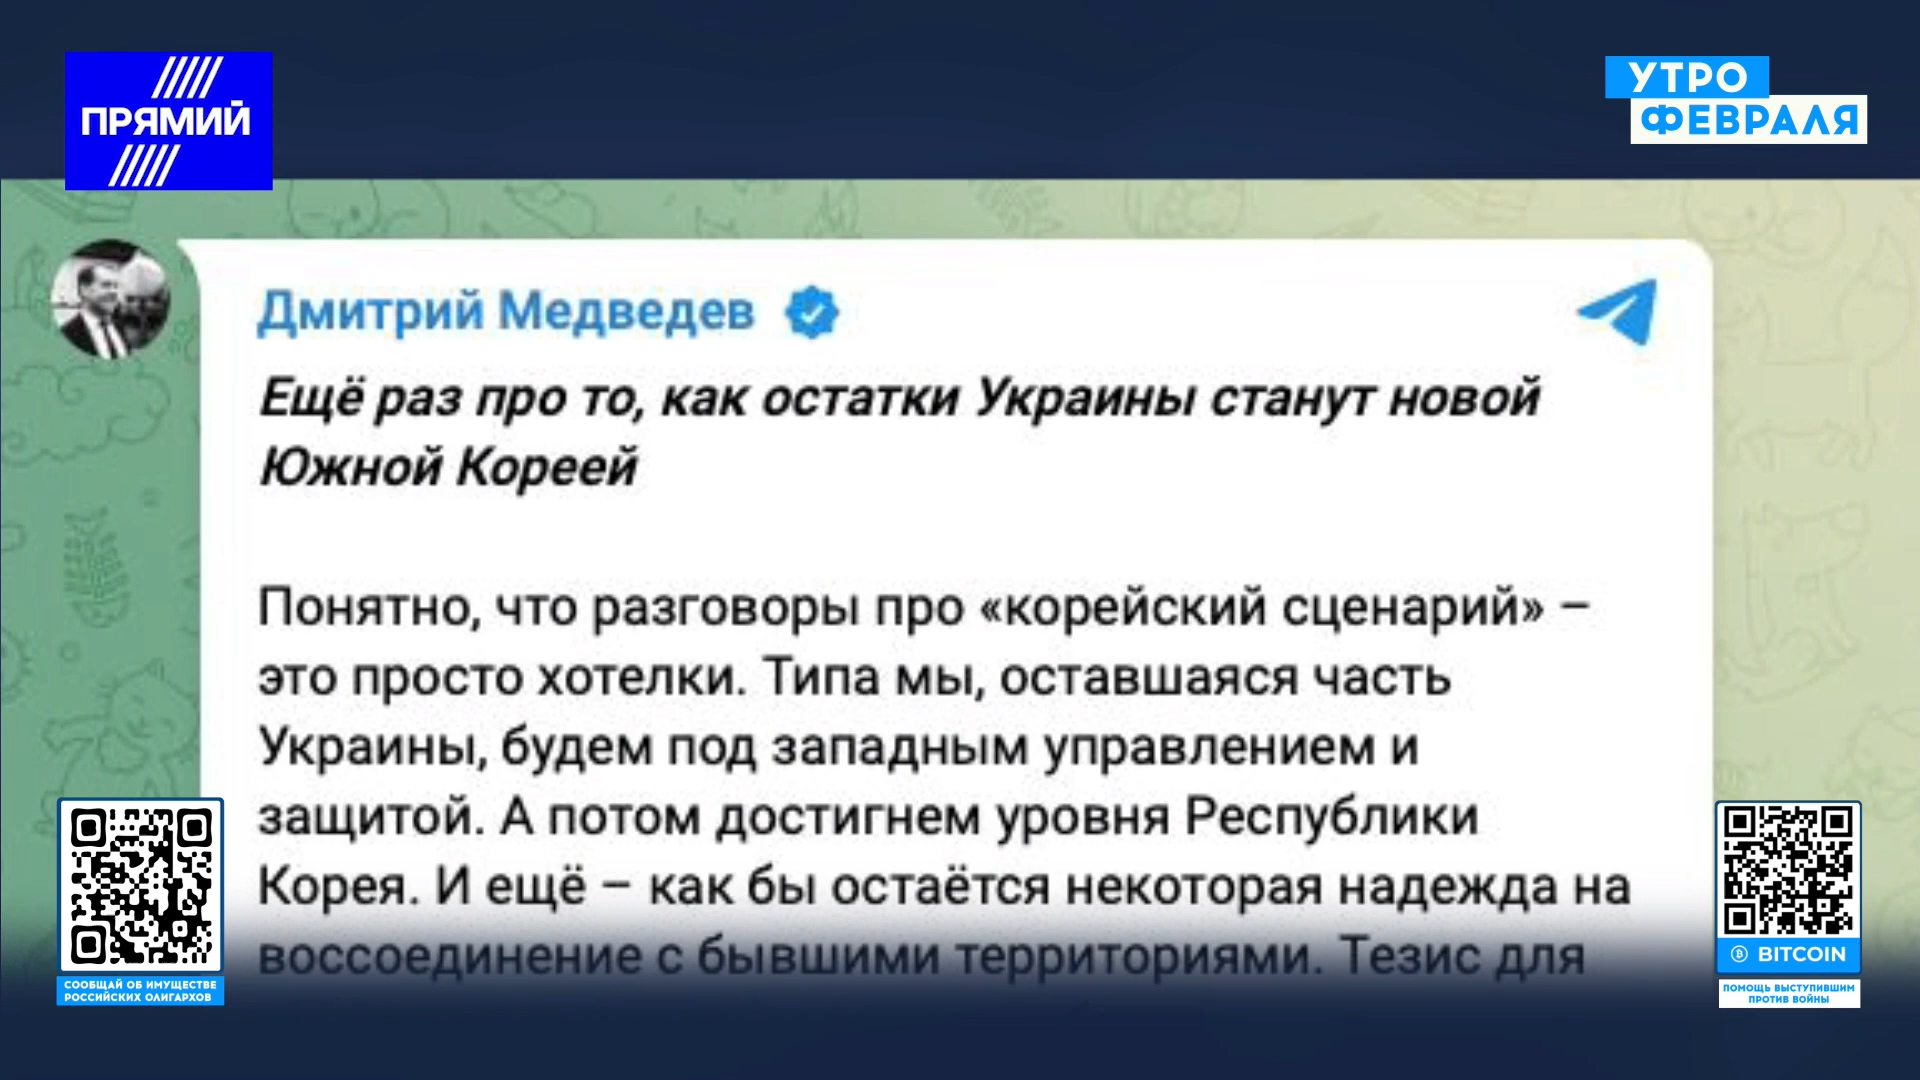 ПРЯМИЙ
УТРО
ФЕВРАЛЯ
Дмитрий Медведев
Ещё раз про то, как остатки Украины станут новой
Южной Кореей
Понятно, что разговоры про «корейский сценарий» –
это просто хотелки. Типа мы, оставшаяся часть
Украины, будем под западным управлением и
защитой. А потом достигнем уровня Республики
Корея. И ещё – как бы остаётся некоторая надежда на
воссоединение с бывшими территориями. Тезис для
СООБЩАЙ ОБ ИМУЩЕСТВЕ
РОССИЙСКИХ ОЛИГАРХОВ
BITCOIN
ПОМОЩЬ ВЫСТУПИВШИМ
ПРОТИВ ВОЙНЫ